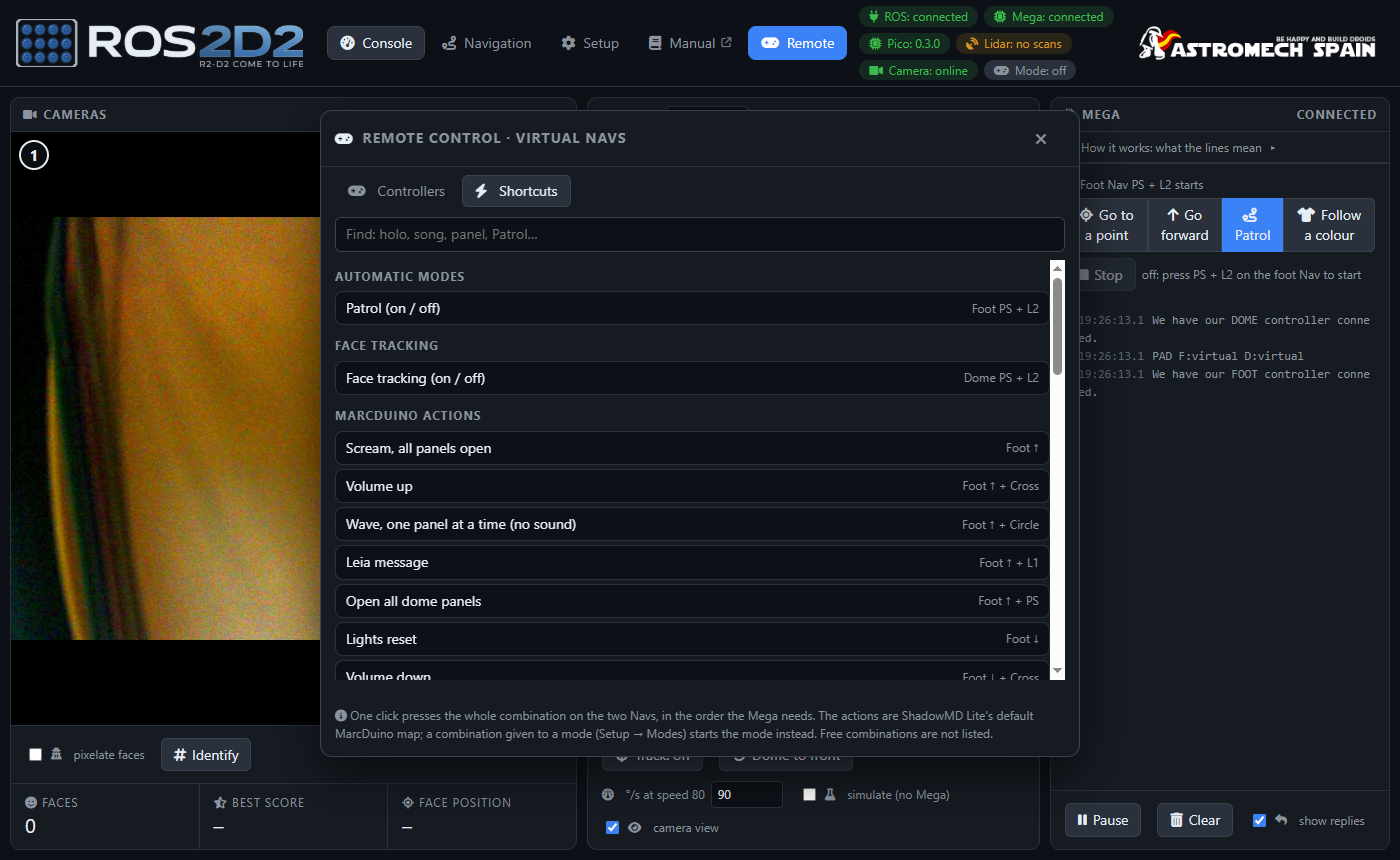 ROS2D2
R2-D2 COME TO LIFE
Console
Navigation
Setup
Manual
Remote
ROS: connected
Mega: connected
Pico: 0.3.0
Lidar: no scans
Camera: online
Mode: off
BE HAPPY AND BUILD DROIDS
ASTROMECH SPAIN
CAMERAS
1
pixelate faces
# Identify
FACES
0
BEST SCORE
–
FACE POSITION
–
REMOTE CONTROL · VIRTUAL NAVS
Controllers
Shortcuts
Find: holo, song, panel, Patrol...
AUTOMATIC MODES
Patrol (on / off) Foot PS + L2
FACE TRACKING
Face tracking (on / off) Dome PS + L2
MARCDUINO ACTIONS
Scream, all panels open Foot ↑
Volume up Foot ↑ + Cross
Wave, one panel at a time (no sound) Foot ↑ + Circle
Leia message Foot ↑ + L1
Open all dome panels Foot ↑ + PS
Lights reset Foot ↓
Volume down Foot ↓ + Cross
One click presses the whole combination on the two Navs, in the order the Mega needs. The actions are ShadowMD Lite's default
MarcDuino map; a combination given to a mode (Setup → Modes) starts the mode instead. Free combinations are not listed.
Track: on
Dome to front
°/s at speed 80 90
simulate (no Mega)
camera view
MEGA CONNECTED
How it works: what the lines mean
Foot Nav PS + L2 starts
Go to
a point
Go
forward
Patrol
Follow
a colour
Stop
off: press PS + L2 on the foot Nav to start
19:26:13.1 We have our DOME controller conne
ed.
19:26:13.1 PAD F:virtual D:virtual
19:26:13.1 We have our FOOT controller conne
ed.
Pause
Clear
show replies